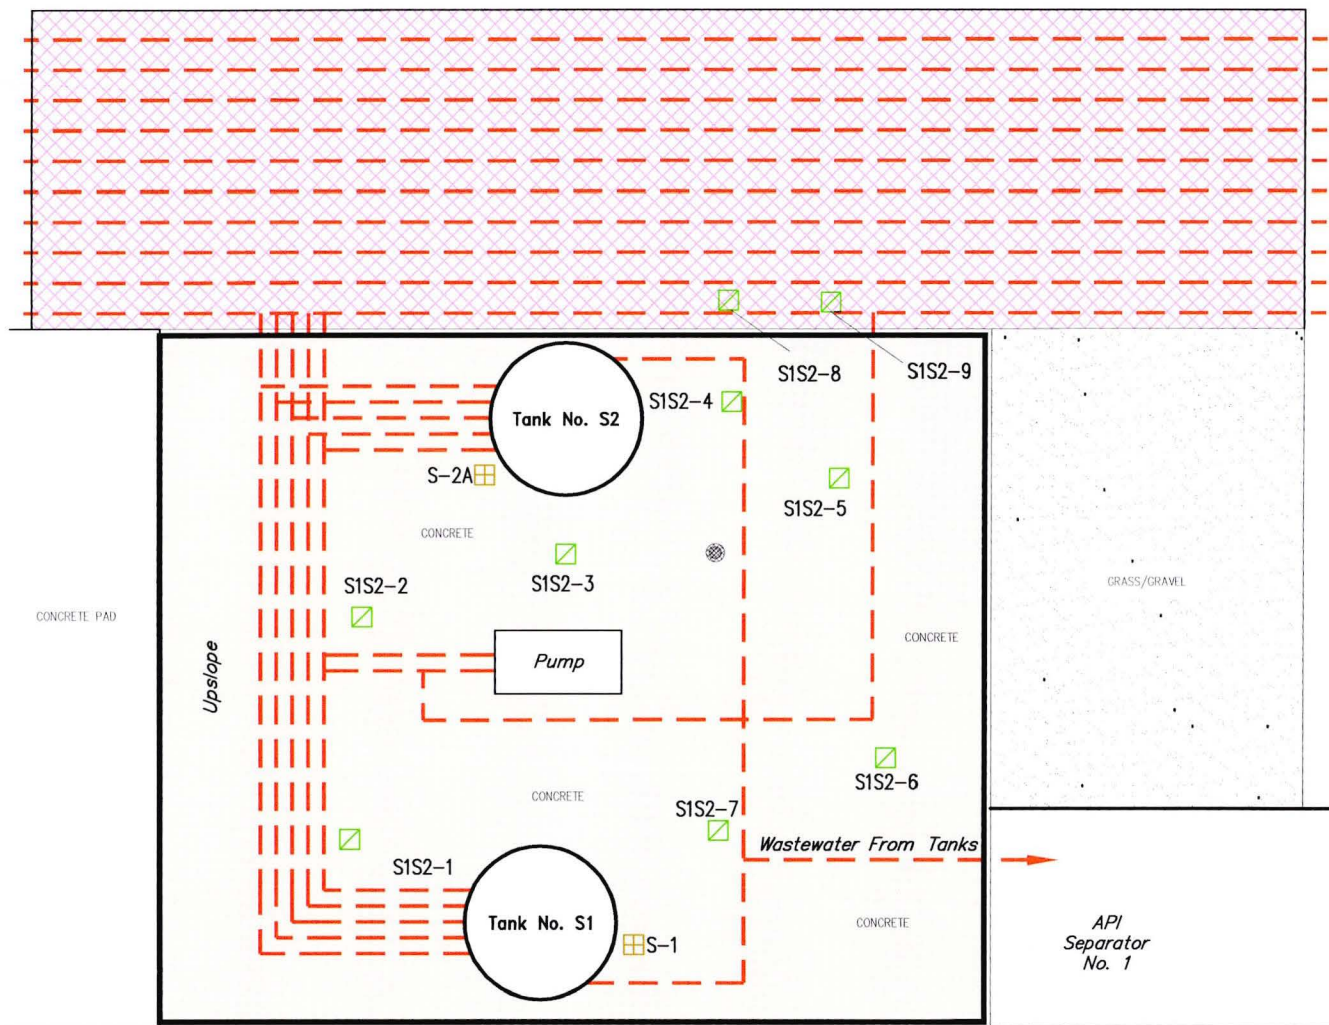 S1S2-8
S1S2-9
S1S2-4
Tank No. S2
S-2A
S1S2-5
CONCRETE
S1S2-3
S1S2-2
GRASS/GRAVEL
CONCRETE PAD
CONCRETE
Upslope
Pump
S1S2-6
CONCRETE
S1S2-7
Wastewater From Tanks
S1S2-1
Tank No. S1
S-1
CONCRETE
API
Separator
No. 1